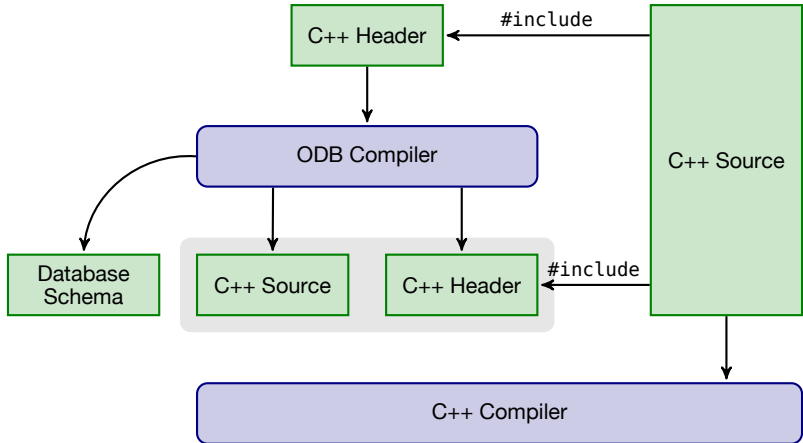 C++ Header
#include
C++ Source
ODB Compiler
Database
Schema
C++ Source
C++ Header
#include
C++ Compiler